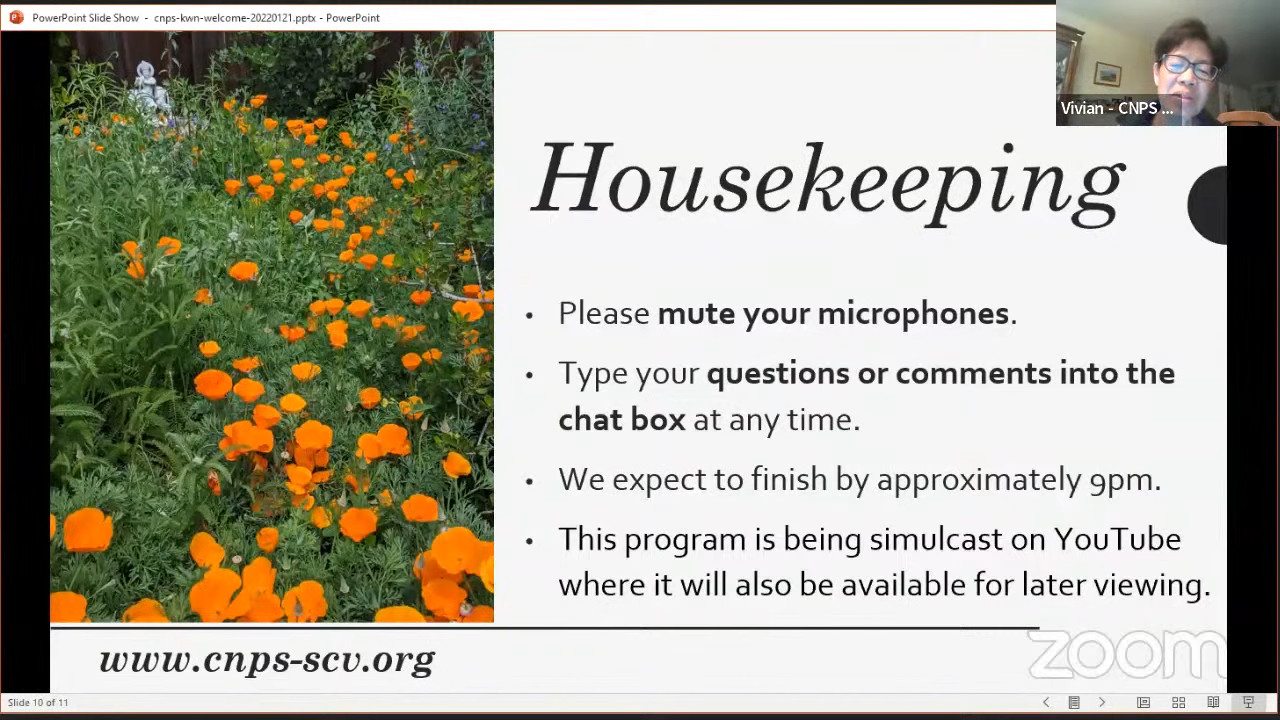 PowerPoint Slide Show - cnps-kwn-welcome-20220121.pptx - PowerPoint
Vivian - CNPS ...
Housekeeping
• Please mute your microphones.
• Type your questions or comments into the
chat box at any time.
• We expect to finish by approximately 9pm.
• This program is being simulcast on YouTube
where it will also be available for later viewing.
www.cnps-scv.org
zoom
Slide 10 of 11